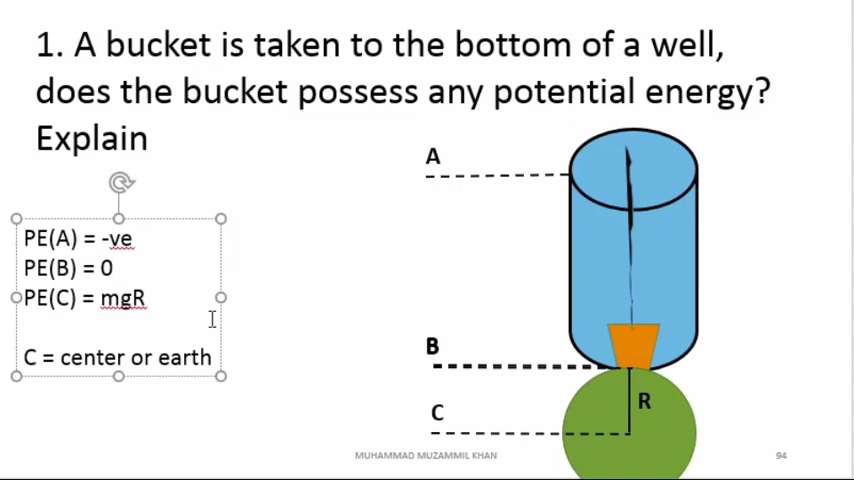 1. A bucket is taken to the bottom of a well,
does the bucket possess any potential energy?
Explain
A
PE(A) = -ve
PE(B) = 0
PE(C) = mgR
C = center or earth
B
R
C
MUHAMMAD MUZAMMIL KHAN
94